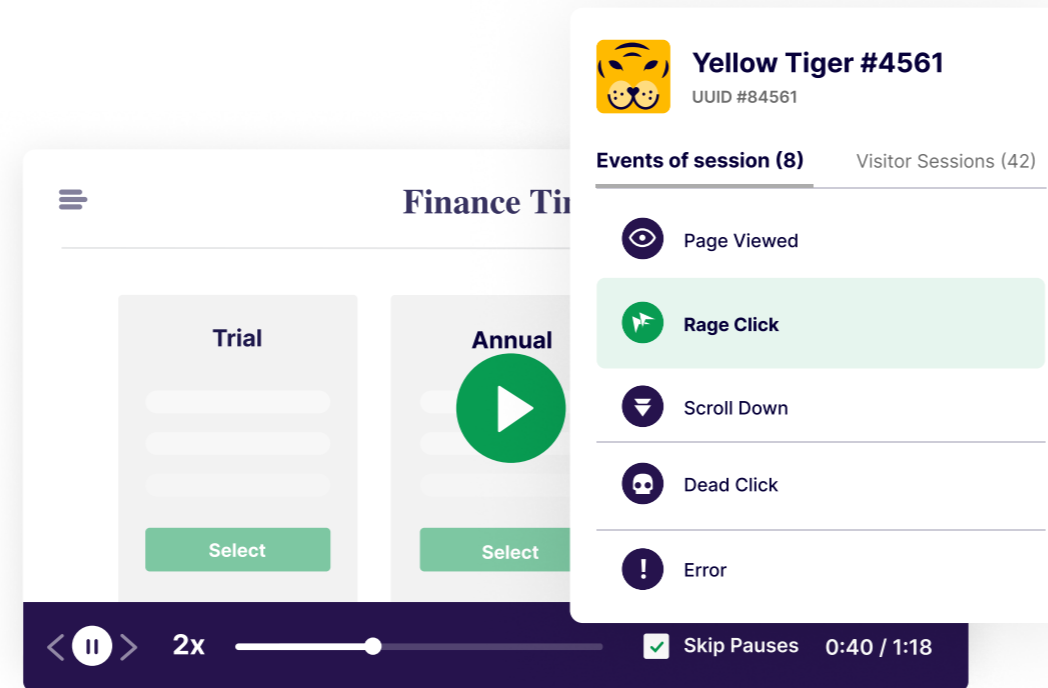 Yellow Tiger #4561
UUID #84561
Events of session (8)
Visitor Sessions (42)
Page Viewed
Rage Click
Scroll Down
Dead Click
Error
Finance
Trial
Annual
Select
Select
2x
Skip Pauses
0:40 / 1:18